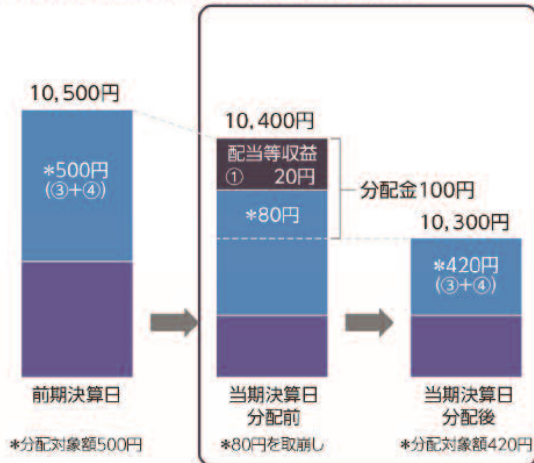 10,500円
*500円
(③+④)
前期決算日
*分配対象額500円
10,400円
配当等収益
① 20円
*80円
分配金100円
当期決算日
分配前
*80円を取崩し
10,300円
*420円
(③+④)
当期決算日
分配後
*分配対象額420円